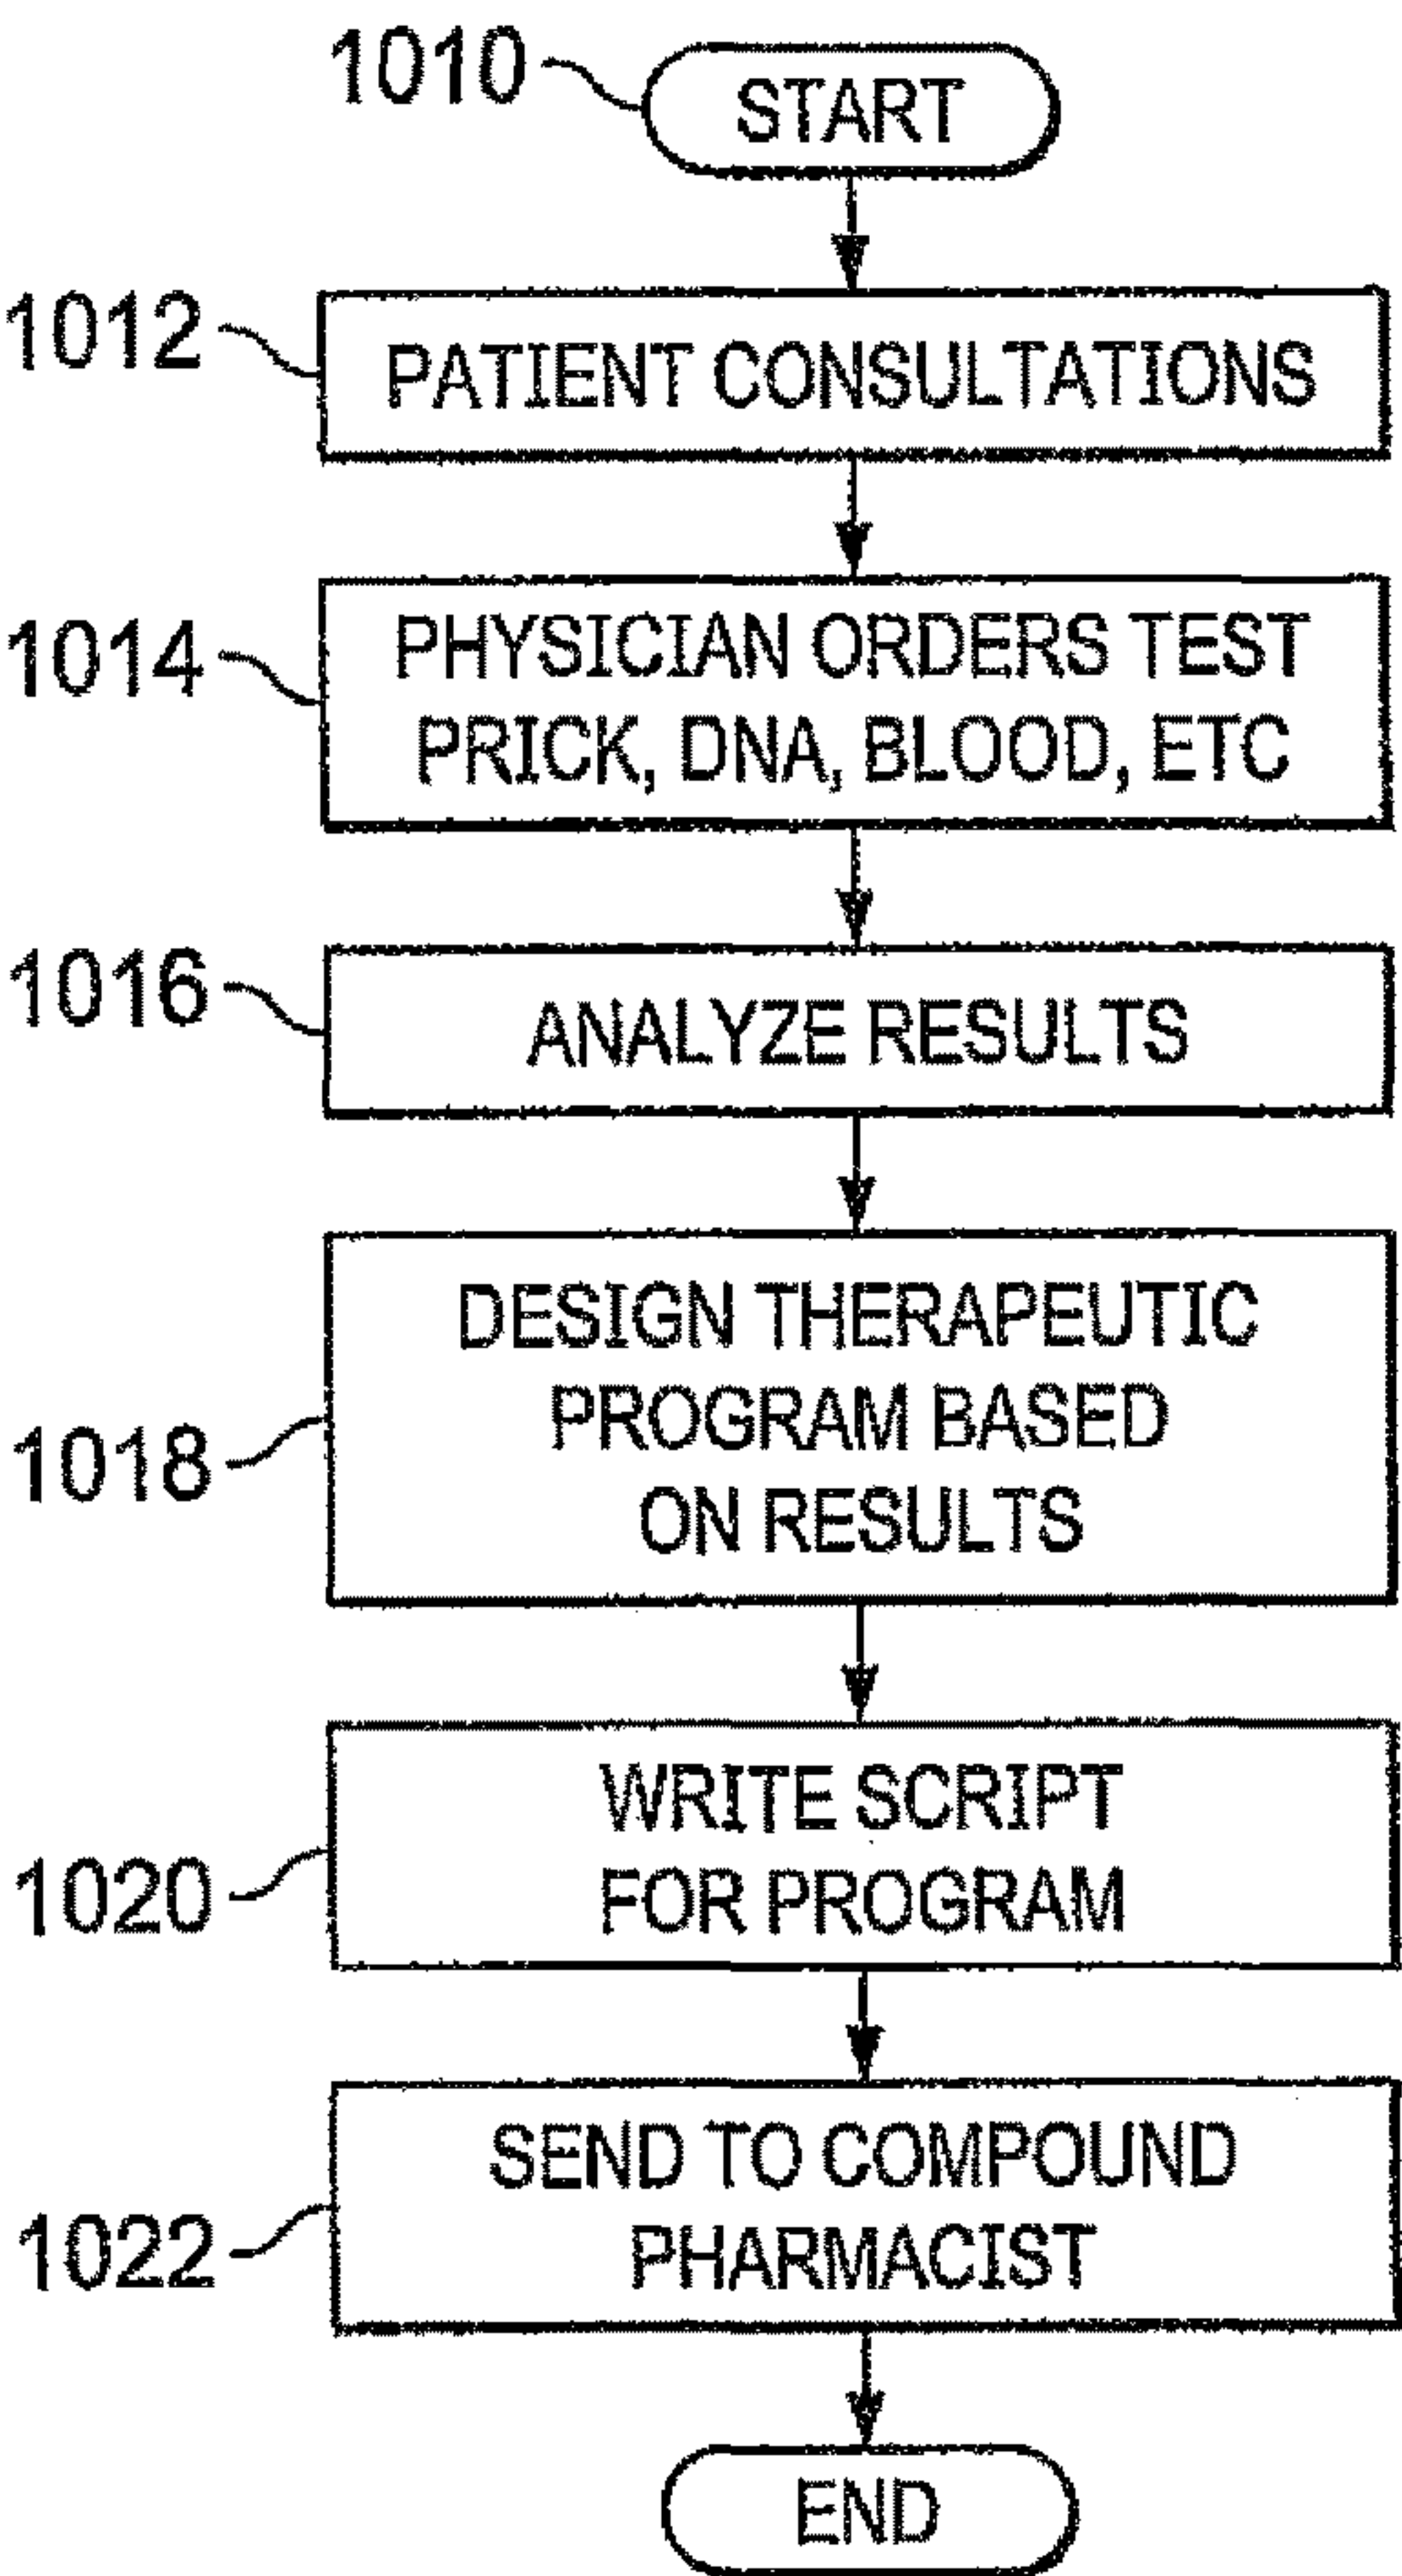 1010
START
1012
PATIENT CONSULTATIONS
1014
PHYSICIAN ORDERS TEST
PRICK, DNA, BLOOD, ETC
1016
ANALYZE RESULTS
1018
DESIGN THERAPEUTIC
PROGRAM BASED
ON RESULTS
1020
WRITE SCRIPT
FOR PROGRAM
1022
SEND TO COMPOUND
PHARMACIST
END